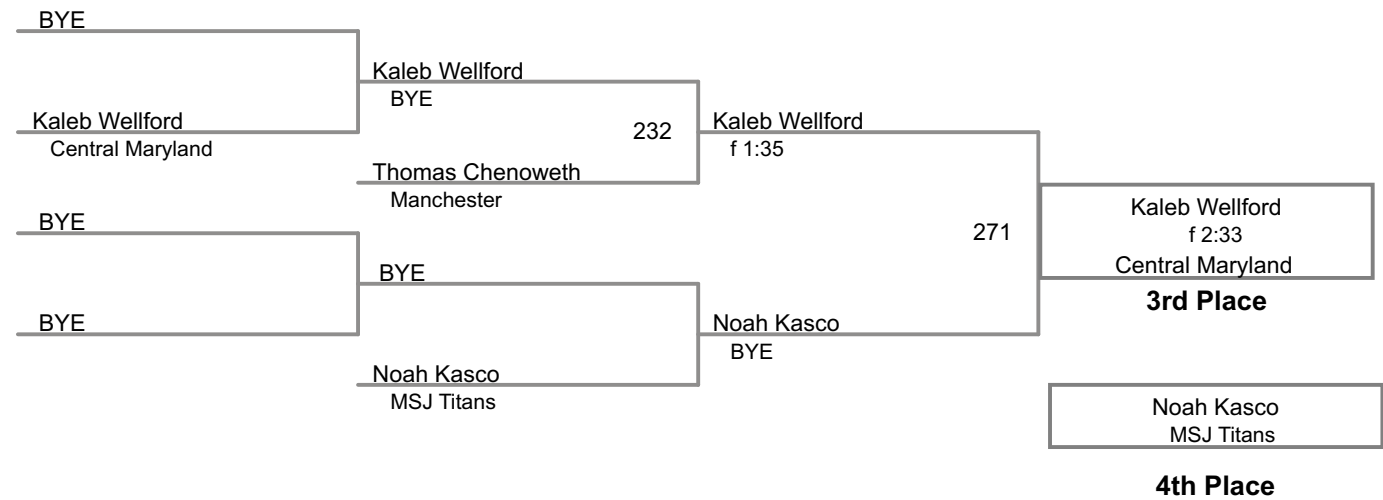 BYE
Kaleb Wellford
BYE
Kaleb Wellford
Central Maryland
232
Kaleb Wellford
f 1:35
Thomas Chenoweth
Manchester
BYE
271
Kaleb Wellford
f 2:33
Central Maryland
3rd Place
BYE
BYE
Noah Kasco
BYE
Noah Kasco
MSJ Titans
Noah Kasco
MSJ Titans
4th Place